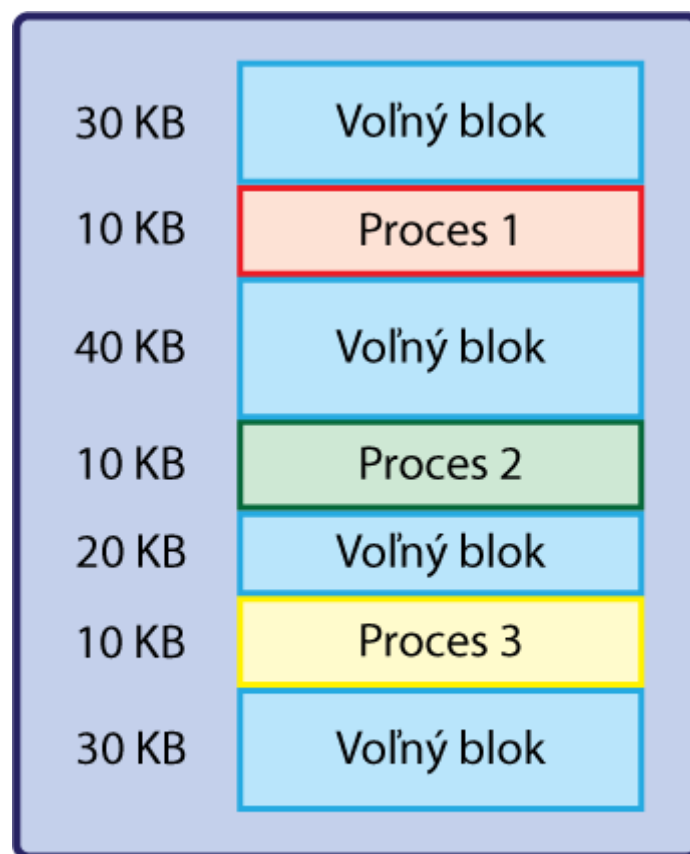 30 KB Voľný blok
10 KB Proces 1
40 KB Voľný blok
10 KB Proces 2
20 KB Voľný blok
10 KB Proces 3
30 KB Voľný blok